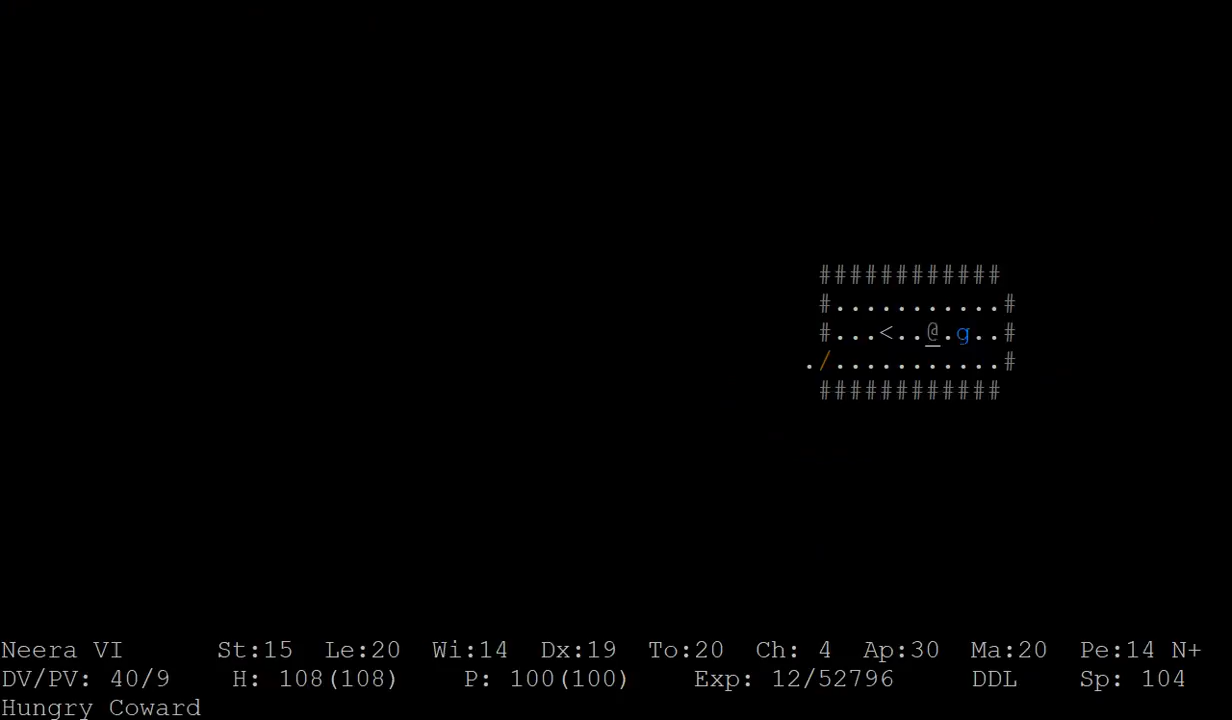 ############
#...........#
#...<..@.g..#
./...........#
############
Neera VI St:15 Le:20 Wi:14 Dx:19 To:20 Ch: 4 Ap:30 Ma:20 Pe:14 N+
DV/PV: 40/9 H: 108(108) P: 100(100) Exp: 12/52796 DDL Sp: 104
Hungry Coward